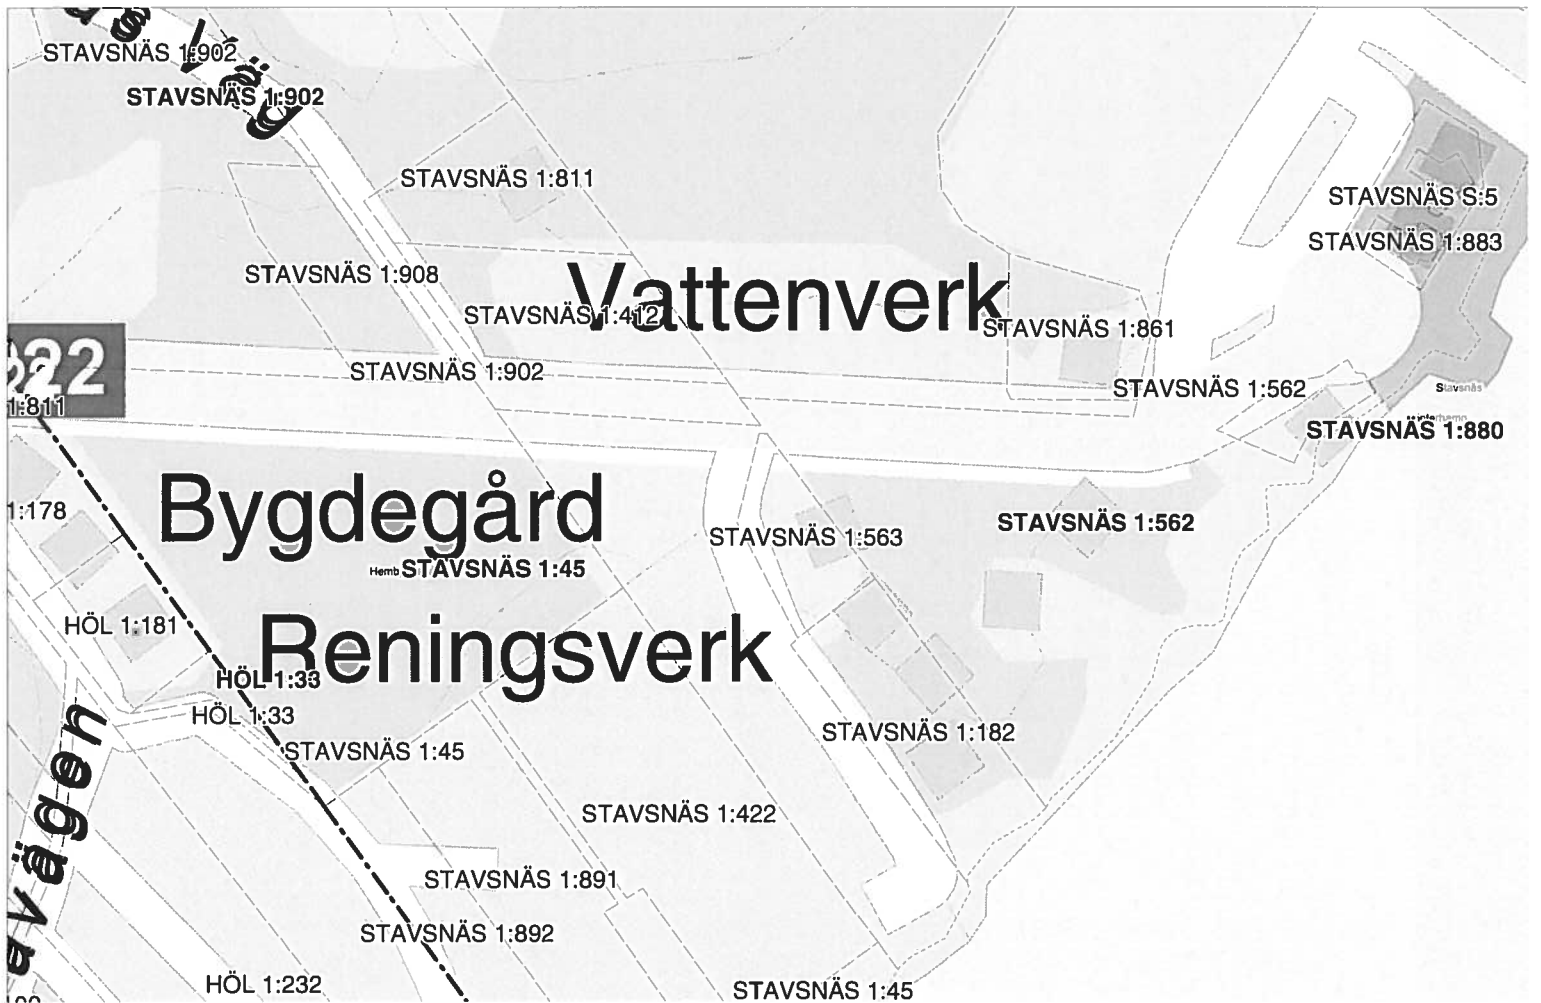 STAVSNÄS 1:902
STAVSNÄS 1:902
STAVSNÄS 1:811
STAVSNÄS S:5
STAVSNÄS 1:883
STAVSNÄS 1:908
Vattenverk
STAVSNÄS 1:412
STAVSNÄS 1:861
222
STAVSNÄS 1:902
STAVSNÄS 1:562
Stavsnäs
1:811
STAVSNÄS 1:880
Bygdegård
1:178
STAVSNÄS 1:562
STAVSNÄS 1:563
Hemb
STAVSNÄS 1:45
HÖL 1:181
Reningsverk
HÖL 1:33
HÖL 1:33
STAVSNÄS 1:182
STAVSNÄS 1:45
STAVSNÄS 1:422
vägen
STAVSNÄS 1:891
STAVSNÄS 1:892
HÖL 1:232
STAVSNÄS 1:45